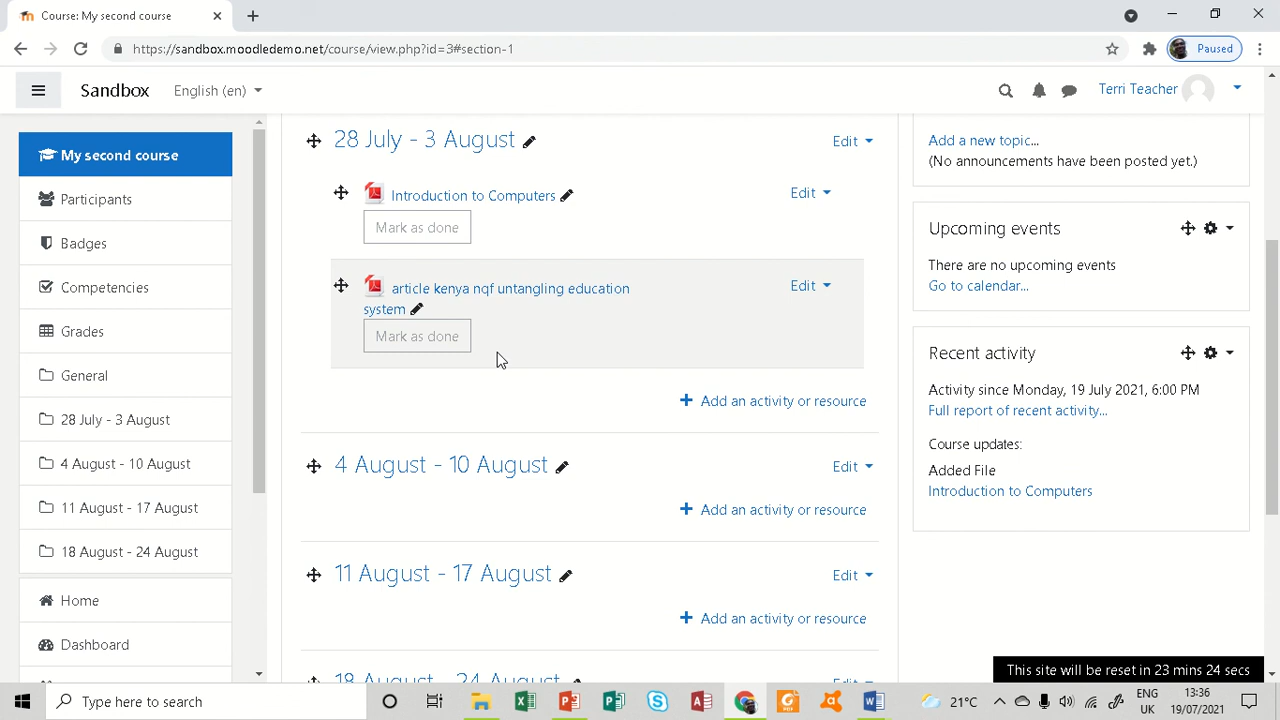 Course: My second course
https://sandbox.moodledemo.net/course/view.php?id=3#section-1
Paused
Sandbox
English (en)
Terri Teacher
My second course
Participants
Badges
Competencies
Grades
General
28 July - 3 August
4 August - 10 August
11 August - 17 August
18 August - 24 August
Home
Dashboard
28 July - 3 August
Edit
Introduction to Computers
Edit
Mark as done
article kenya nqf untangling education
system
Edit
Mark as done
Add an activity or resource
4 August - 10 August
Edit
Add an activity or resource
11 August - 17 August
Edit
Add an activity or resource
18 August - 24 August
Edit
Add a new topic...
(No announcements have been posted yet.)
Upcoming events
There are no upcoming events
Go to calendar...
Recent activity
Activity since Monday, 19 July 2021, 6:00 PM
Full report of recent activity...
Course updates:
Added File
Introduction to Computers
This site will be reset in 23 mins 24 secs
Type here to search
21°C
ENG
UK
13:36
19/07/2021